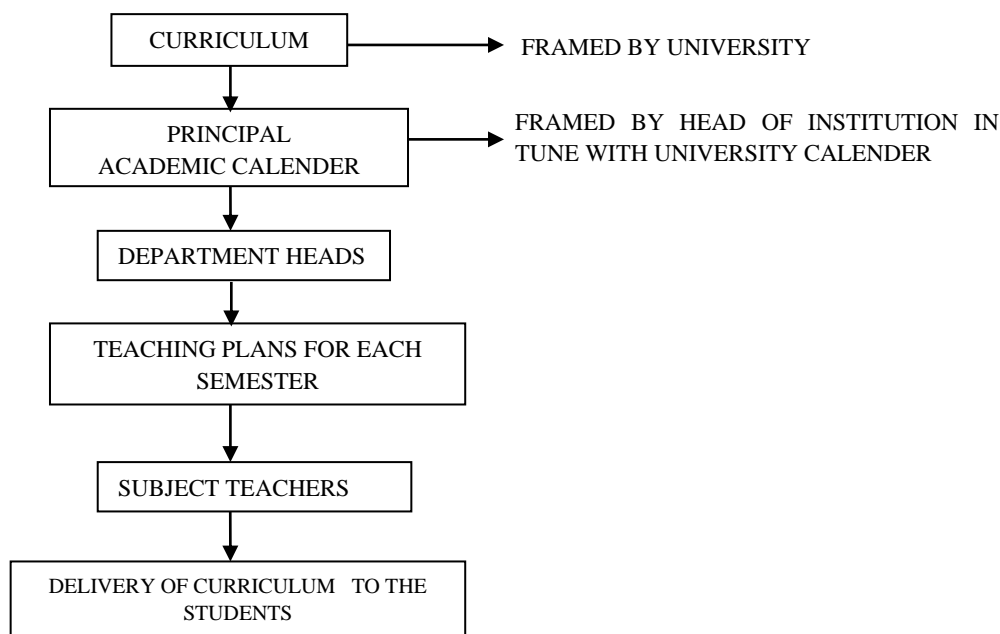 CURRICULUM
FRAMED BY UNIVERSITY
PRINCIPAL
ACADEMIC CALENDER
FRAMED BY HEAD OF INSTITUTION IN
TUNE WITH UNIVERSITY CALENDER
DEPARTMENT HEADS
TEACHING PLANS FOR EACH
SEMESTER
SUBJECT TEACHERS
DELIVERY OF CURRICULUM TO THE
STUDENTS